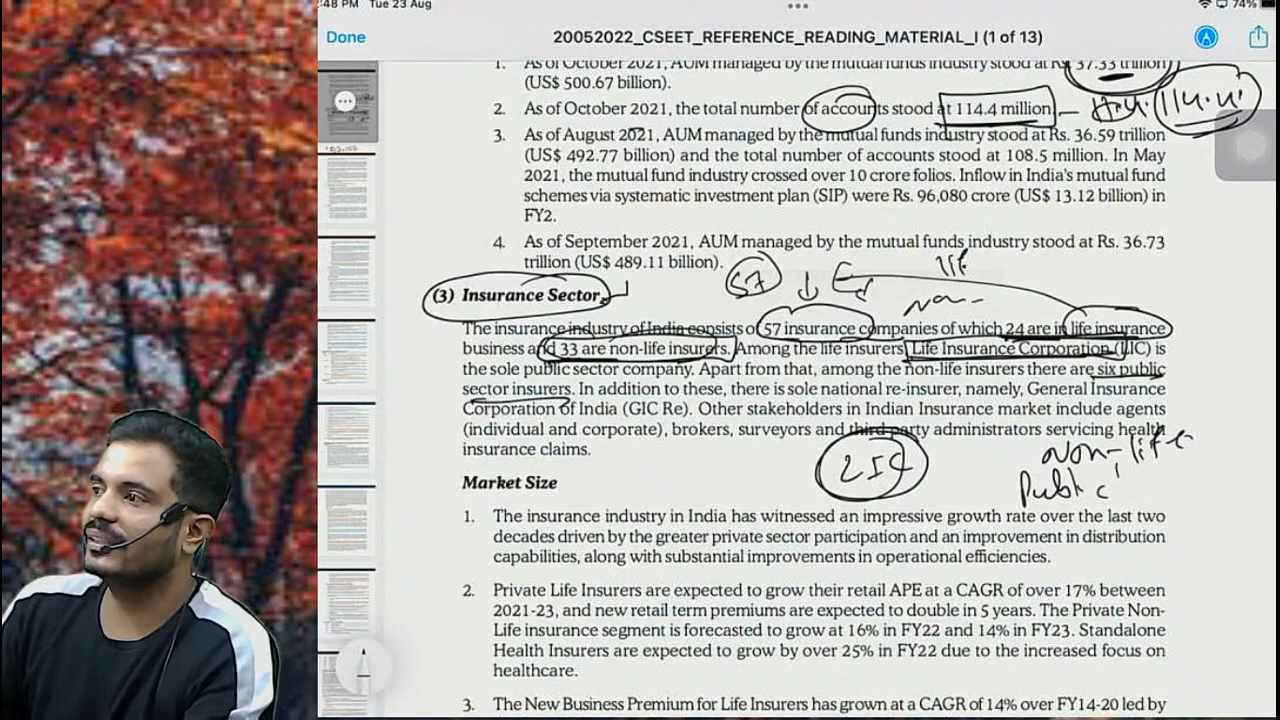 :48 PM Tue 23 Aug
74%
Done
20052022_CSEET_REFERENCE_READING_MATERIAL_I (1 of 13)
1. As of October 2021, AUM managed by the mutual funds industry stood at Rs. 37.33 trillion
(US$ 500.67 billion).
2. As of October 2021, the total number of accounts stood at 114.4 million.
3. As of August 2021, AUM managed by the mutual funds industry stood at Rs. 36.59 trillion
(US$ 492.77 billion) and the total number of accounts stood at 108.5 million. In May
2021, the mutual fund industry crossed over 10 crore folios. Inflow in India's mutual fund
schemes via systematic investment plan (SIP) were Rs. 96,080 crore (US$ 13.12 billion) in
FY2.
4. As of September 2021, AUM managed by the mutual funds industry stood at Rs. 36.73
trillion (US$ 489.11 billion).
57
life
Non-
(3) Insurance Sector
The insurance industry of India consists of 57 insurance companies of which 24 are in life insurance
business and 33 are non-life insurers. Among the life insurers, Life Insurance Corporation (LIC) is
the sole public sector company. Apart from that, among the non-life insurers there are six public
sector insurers. In addition to these, there is sole national re-insurer, namely, General Insurance
Corporation of India (CIC Re). Other stakeholders in Indian Insurance market include agents
(individual and corporate), brokers, surveyors and third party administrators servicing health
insurance claims.
Non-life
Public
Market Size
1. The insurance industry in India has witnessed an impressive growth rate over the last two
decades driven by the greater private sector participation and an improvement in distribution
capabilities, along with substantial improvements in operational efficiencies.
2. Private Life Insurers are estimated to grow their retail APE at a CAGR of over 17% between
2021-23, and the retail term premiums are expected to double in 5 years. The Private Non-
Life insurance segment is forecasted to grow at 16% in FY22 and 14% in FY23. Standalone
Health Insurers are expected to grow by over 25% in FY22 due to the increased focus on
healthcare.
3. The New Business Premium for Life Insurers has grown at a CAGR of 14% over FY14-20 led by